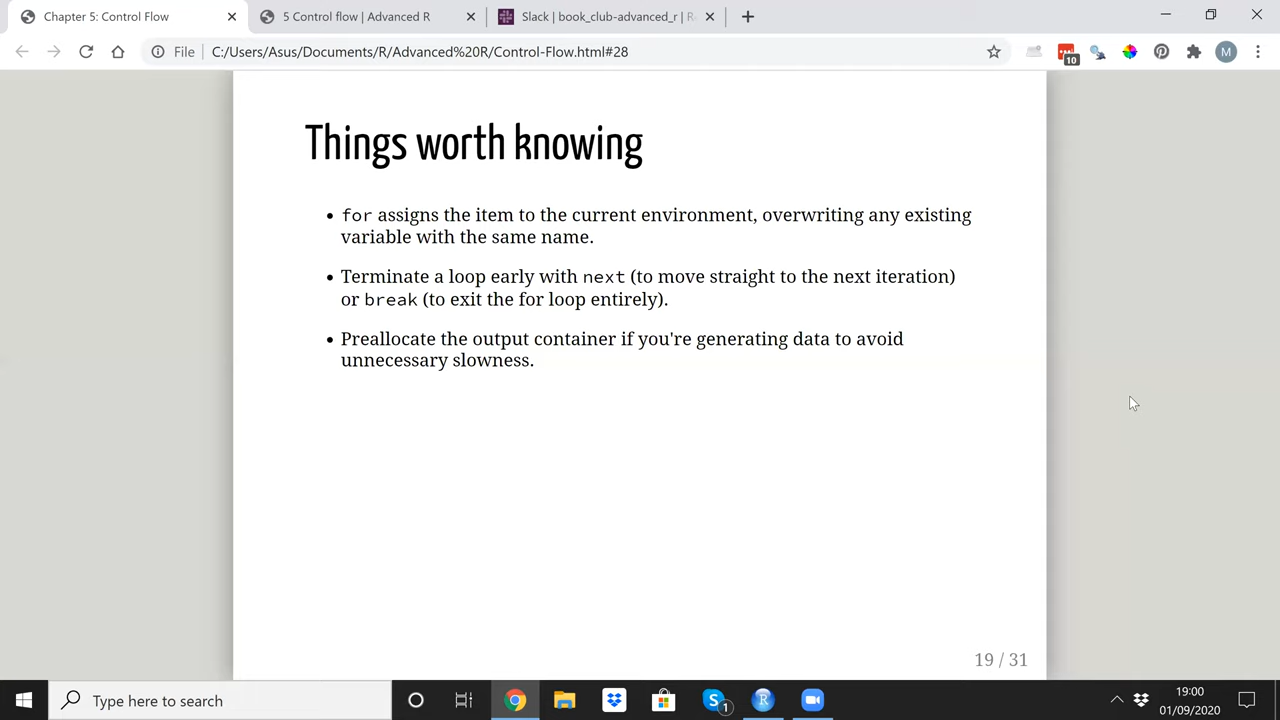 Chapter 5: Control Flow
5 Control flow | Advanced R
Slack | book_club-advanced_r | R
File
C:/Users/Asus/Documents/R/Advanced%20R/Control-Flow.html#28
10
M
Things worth knowing
• for assigns the item to the current environment, overwriting any existing
variable with the same name.
• Terminate a loop early with next (to move straight to the next iteration)
or break (to exit the for loop entirely).
• Preallocate the output container if you're generating data to avoid
unnecessary slowness.
19 / 31
Type here to search
S
1
R
19:00
01/09/2020